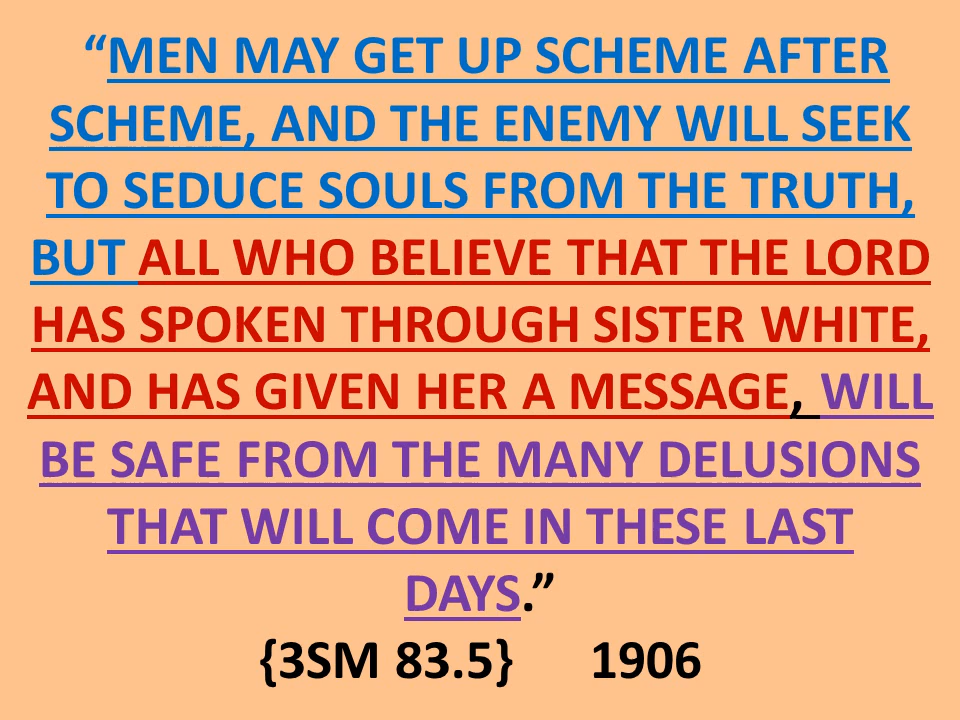 “MEN MAY GET UP SCHEME AFTER
SCHEME, AND THE ENEMY WILL SEEK
TO SEDUCE SOULS FROM THE TRUTH,
BUT ALL WHO BELIEVE THAT THE LORD
HAS SPOKEN THROUGH SISTER WHITE,
AND HAS GIVEN HER A MESSAGE, WILL
BE SAFE FROM THE MANY DELUSIONS
THAT WILL COME IN THESE LAST
DAYS.”
{3SM 83.5} 1906